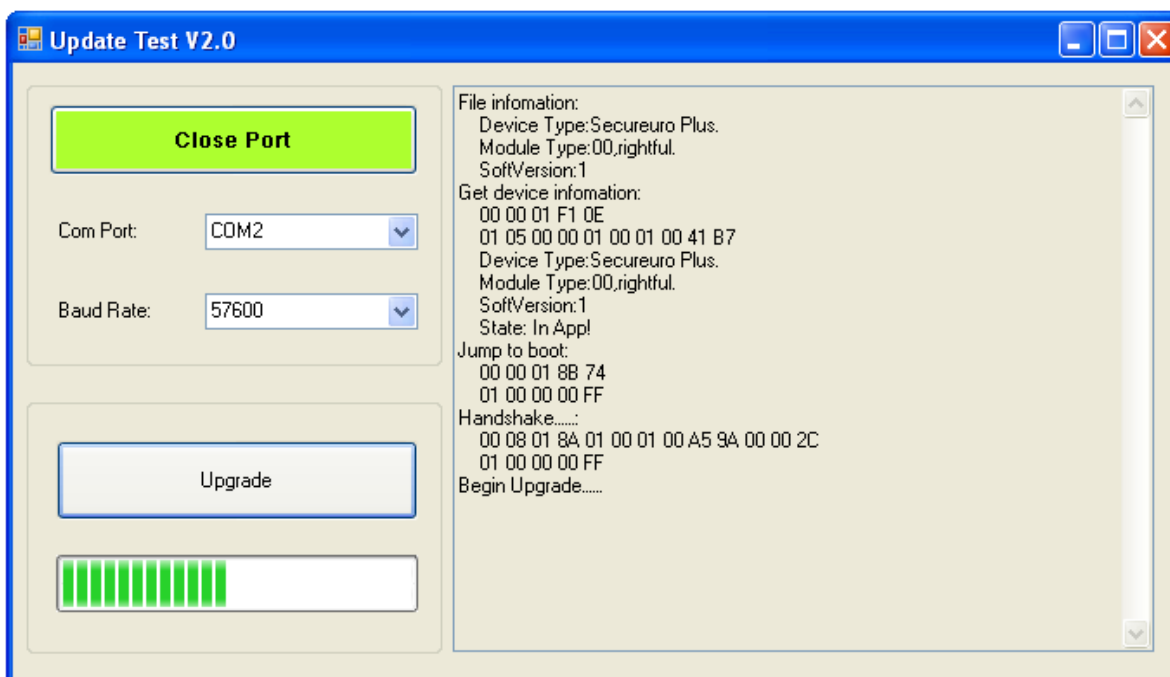 Update Test V2.0
Close Port
Com Port:
COM2
Baud Rate:
57600
Upgrade
File infomation:
Device Type:Secureuro Plus.
Module Type:00,rightful.
SoftVersion:1
Get device infomation:
00 00 01 F1 0E
01 05 00 00 01 00 01 00 41 B7
Device Type:Secureuro Plus.
Module Type:00,rightful.
SoftVersion:1
State: In App!
Jump to boot:
00 00 01 8B 74
01 00 00 00 FF
Handshake.....:
00 08 01 8A 01 00 01 00 A5 9A 00 00 2C
01 00 00 00 FF
Begin Upgrade.....